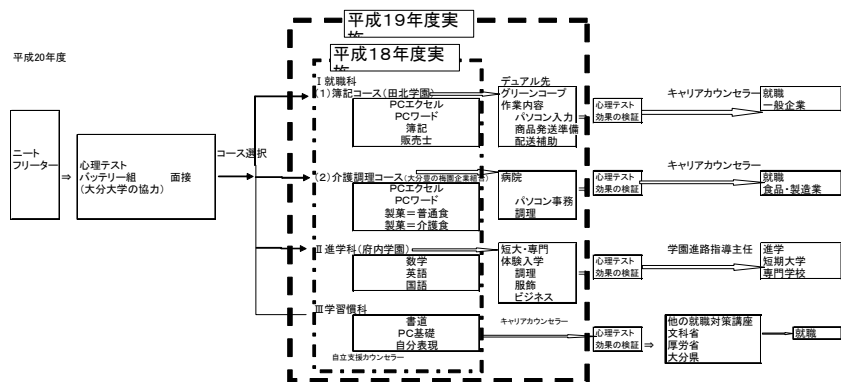 平成19年度実施
平成18年度実施
平成20年度
ニート
フリーター
⇒
心理テスト
バッテリー組　面接
(大分大学の協力)
コース選択
Ⅰ就職科
(1)簿記コース(田北学園)
PCエクセル
PCワード
簿記
販売士
デュアル先
グリーンコープ
作業内容
パソコン入力
商品発送準備
配送補助
⇒
心理テスト
効果の検証
キャリアカウンセラー
就職
一般企業
(2)介護調理コース(大分豊の梅園企業組合)
PCエクセル
PCワード
製菓=普通食
製菓=介護食
病院
パソコン事務
調理
⇒
心理テスト
効果の検証
キャリアカウンセラー
就職
食品・製造業
Ⅱ進学科(府内学園)
数学
英語
国語
短大・専門
体験入学
調理
服飾
ビジネス
⇒
心理テスト
効果の検証
学園進路指導主任
進学
短期大学
専門学校
Ⅲ学習慣科
書道
PC基礎
自分表現
自立支援カウンセラー
キャリアカウンセラー
心理テスト
効果の検証
⇒
他の就職対策講座
文科省
厚労省
大分県
就職